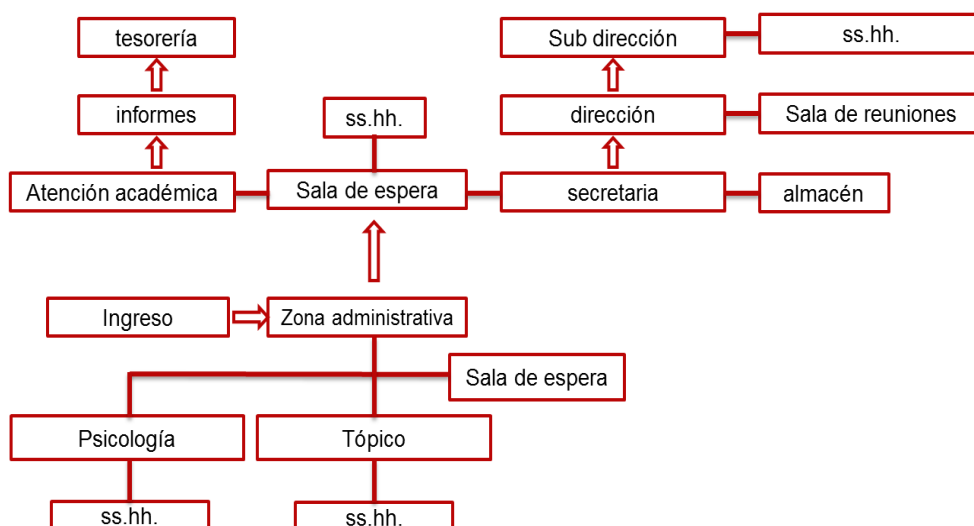 tesorería
Sub dirección
ss.hh.
informes
ss.hh.
dirección
Sala de reuniones
Atención académica
Sala de espera
secretaria
almacén
Ingreso
Zona administrativa
Sala de espera
Psicología
Tópico
ss.hh.
ss.hh.